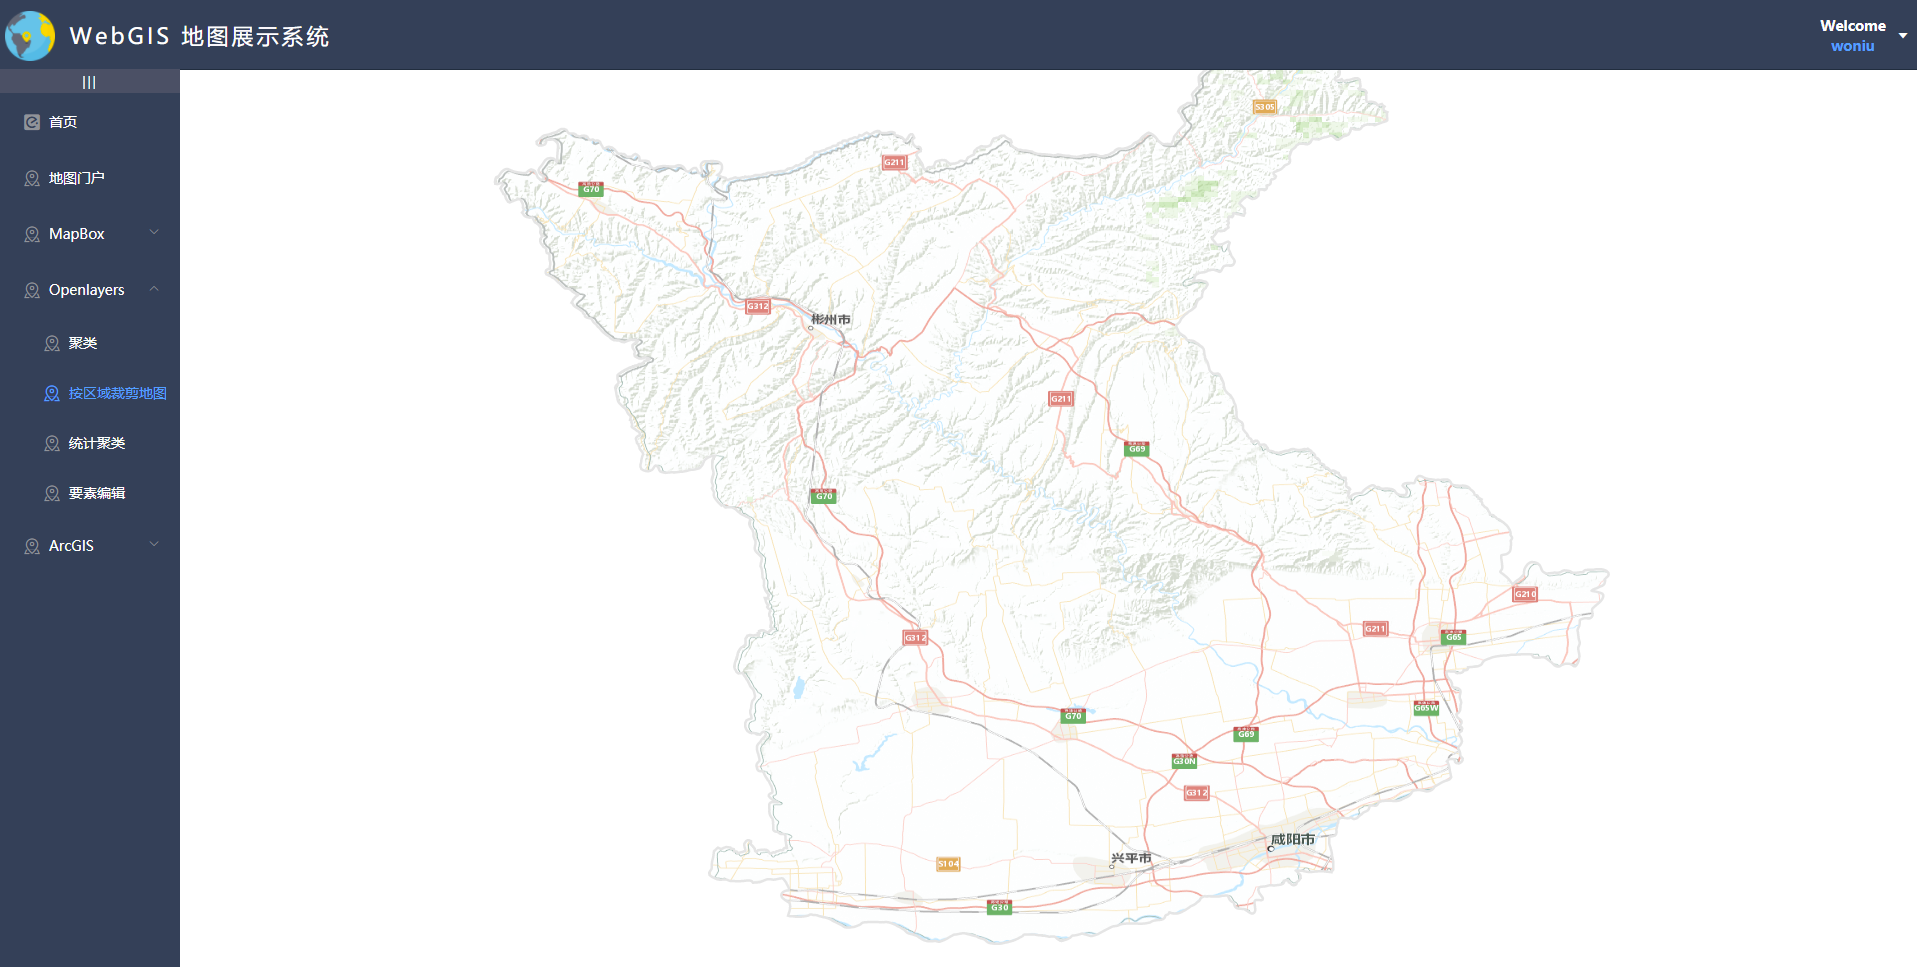 WebGIS 地图展示系统
Welcome
woniu
首页
地图门户
MapBox
Openlayers
聚类
按区域裁剪地图
统计聚类
要素编辑
ArcGIS
S305
G211
G70
G312
彬州市
G211
G69
G70
G210
G211
G65
G312
G65W
G70
G69
G30N
G312
咸阳市
兴平市
S104
G30